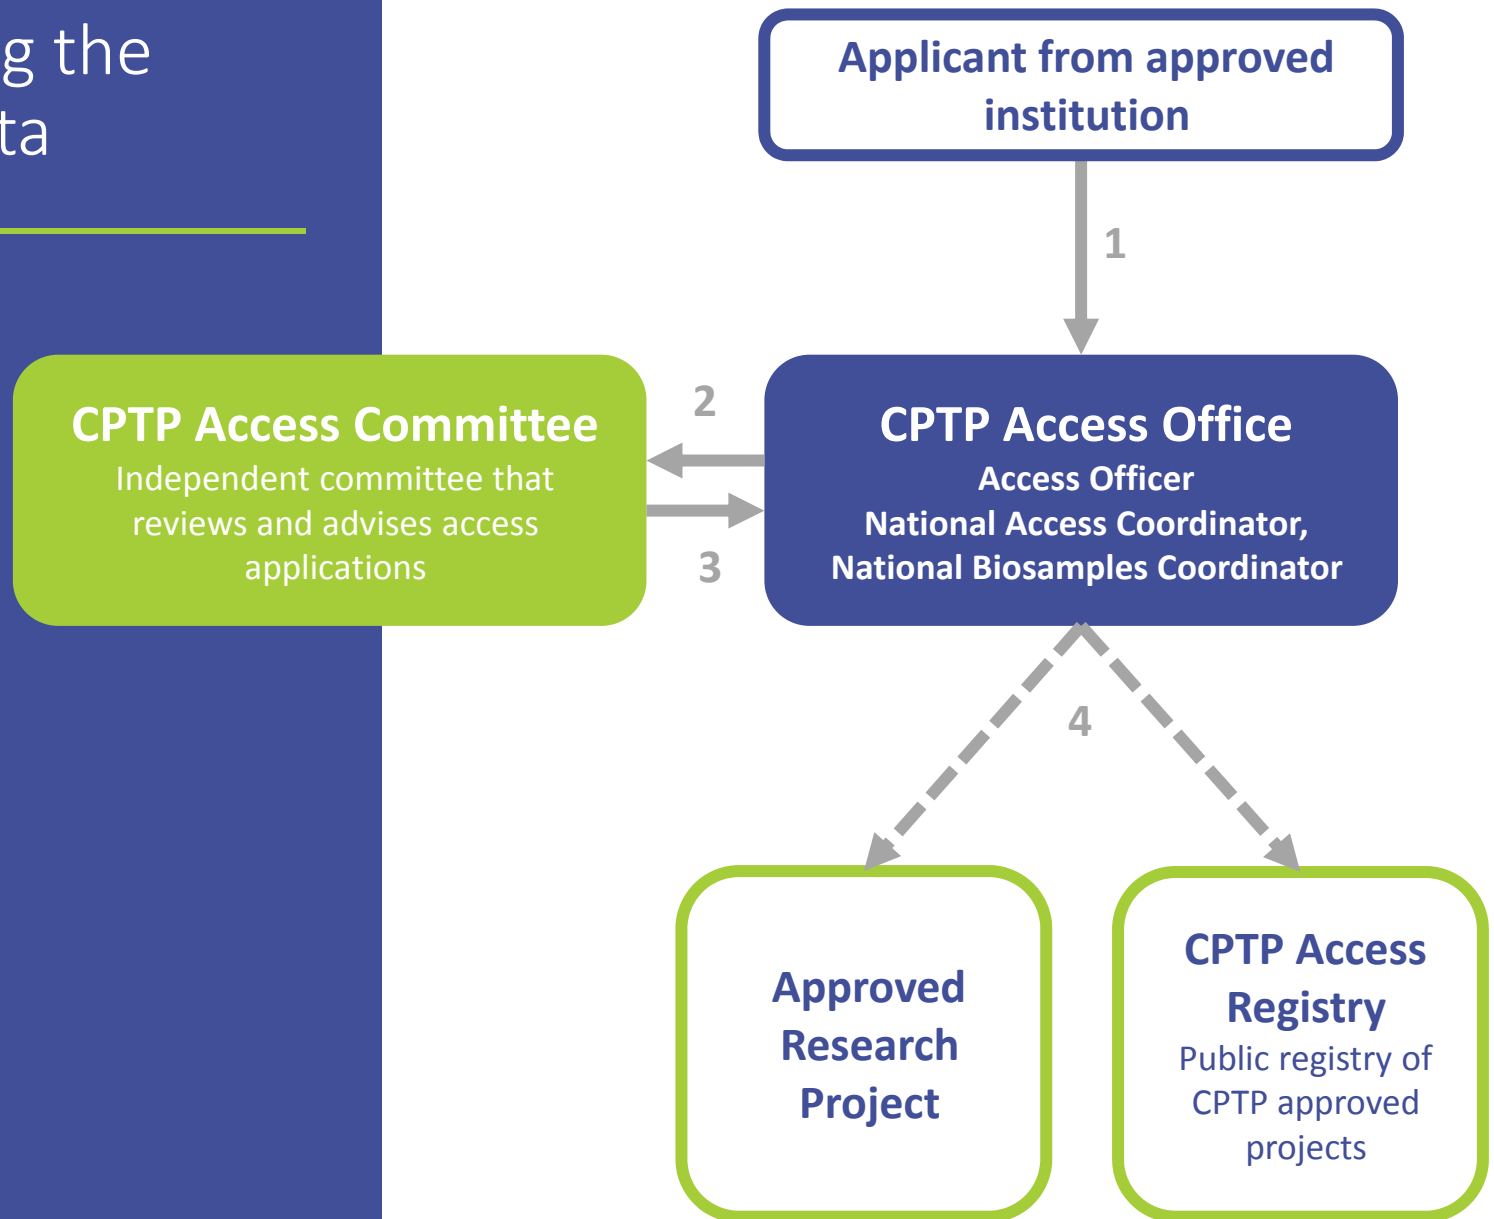 g the
ta
Applicant from approved
institution
1
CPTP Access Committee
Independent committee that
reviews and advises access
applications
2
3
CPTP Access Office
Access Officer
National Access Coordinator,
National Biosamples Coordinator
4
Approved
Research
Project
CPTP Access
Registry
Public registry of
CPTP approved
projects